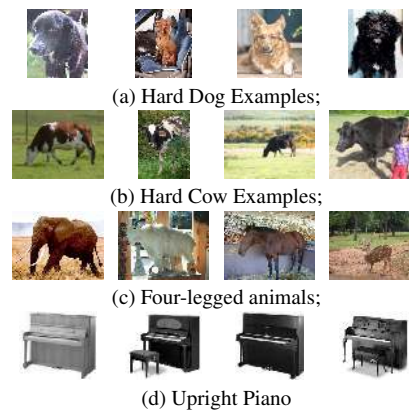 (a) Hard Dog Examples;
(b) Hard Cow Examples;
(c) Four-legged animals;
(d) Upright Piano